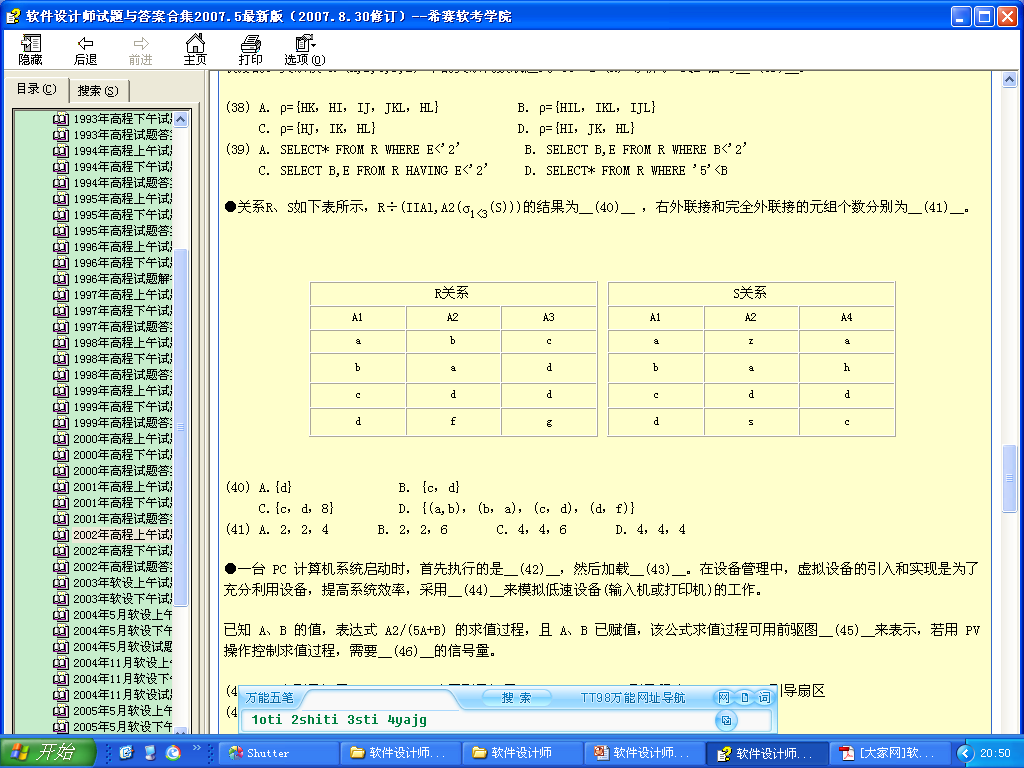 软件设计师试题与答案合集2007.5最新版（2007.8.30修订）--希赛软考学院
隐藏 后退 前进 主页 打印 选项(O)
目录(C) 搜索(S)
1993年高程下午试
1993年高程试题答
1994年高程上午试
1994年高程下午试
1994年高程试题答
1995年高程上午试
1995年高程下午试
1995年高程试题答
1996年高程上午试
1996年高程下午试
1996年高程试题解
1997年高程上午试
1997年高程下午试
1997年高程试题答
1998年高程上午试
1998年高程下午试
1998年高程试题答
1999年高程上午试
1999年高程下午试
1999年高程试题答
2000年高程上午试
2000年高程下午试
2000年高程试题答
2001年高程上午试
2001年高程下午试
2001年高程试题答
2002年高程上午试
2002年高程下午试
2002年高程试题答
2003年软设上午试
2003年软设下午试
2004年5月软设上午
2004年5月软设下午
2004年5月软设试题
2004年11月软设上
2004年11月软设下
2004年11月软设试
2005年5月软设上午
2005年5月软设下午
(38) A. ρ={HK, HI, IJ, JKL, HL} B. ρ={HIL, IKL, IJL}
C. ρ={HJ, IK, HL} D. ρ={HI, JK, HL}
(39) A. SELECT* FROM R WHERE E<'2' B. SELECT B,E FROM R WHERE B<'2'
C. SELECT B,E FROM R HAVING E<'2' D. SELECT* FROM R WHERE '5'<B
●关系R、S如下表所示，R÷(IIAl,A2(σ1<3(S)))的结果为__(40)__ ，右外联接和完全外联接的元组个数分别为__(41)__。
R关系
A1 A2 A3
a b c
b a d
c d d
d f g
S关系
A1 A2 A4
a z a
b a h
c d d
d s c
(40) A.{d} B. {c, d}
C.{c, d, 8} D. {(a,b), (b, a), (c, d), (d, f)}
(41) A. 2, 2, 4 B. 2, 2, 6 C. 4, 4, 6 D. 4, 4, 4
●一台 PC 计算机系统启动时，首先执行的是__(42)__，然后加载__(43)__。在设备管理中，虚拟设备的引入和实现是为了
充分利用设备，提高系统效率，采用__(44)__来模拟低速设备(输入机或打印机)的工作。
已知 A、B 的值，表达式 A2/(5A+B) 的求值过程，且 A、B 已赋值，该公式求值过程可用前驱图__(45)__来表示，若用 PV
操作控制求值过程，需要__(46)__的信号量。
(4
引导扇区
(4
万能五笔 搜 索 TT98万能网址导航 网 词
1oti 2shiti 3sti 4yajg
开始 Shutter 软件设计师... 软件设计师 软件设计师... 软件设计师... [大家网]软... 20:50